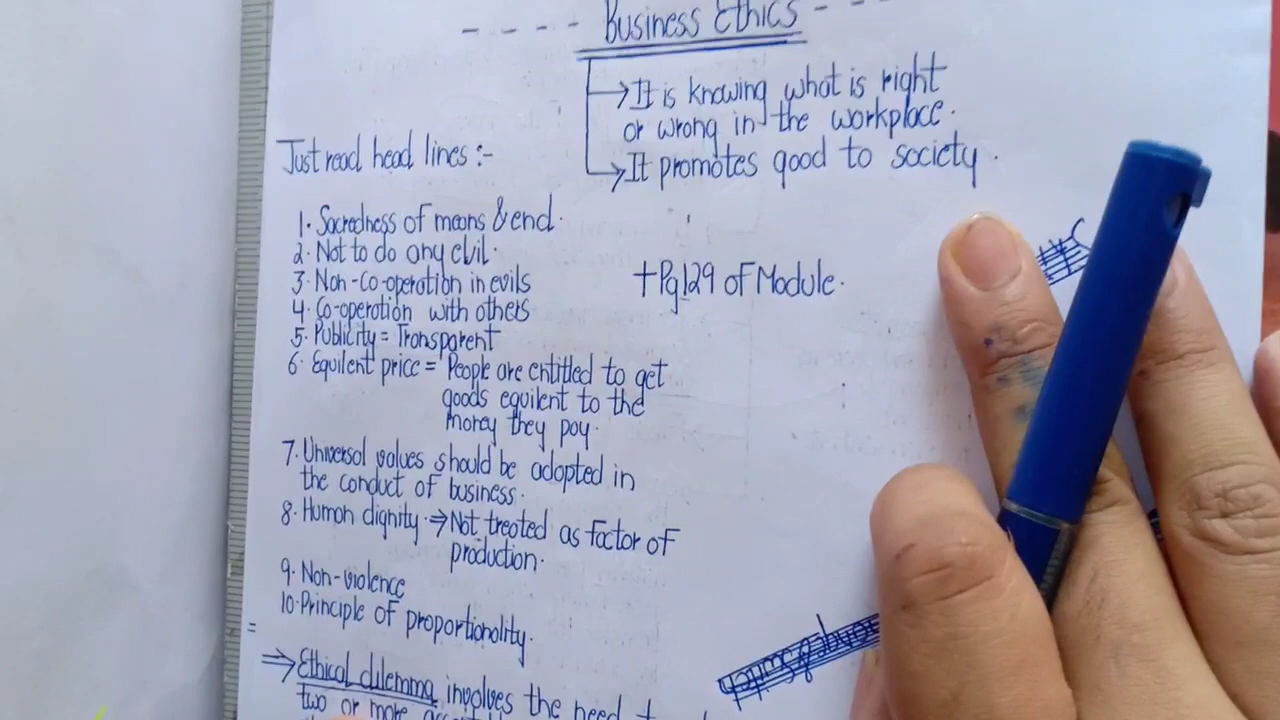 Business Ethics
→ It is knowing what is right
or wrong in the workplace.
→ It promotes good to society.
Just read head lines :-
1. Sacredness of means & end.
2. Not to do any evil.
3. Non-Co-operation in evils
4. Co-operation with others
+ Pg 129 of Module.
5. Publicity = Transparent
6. Equilent price = People are entitled to get
goods equilent to the
money they pay.
7. Universal values should be adopted in
the conduct of business.
8. Human dignity ⇒ Not treated as factor of
production.
9. Non-violence
10. Principle of proportionality.
=
⇒ Ethical dilemma involves the need
two or more